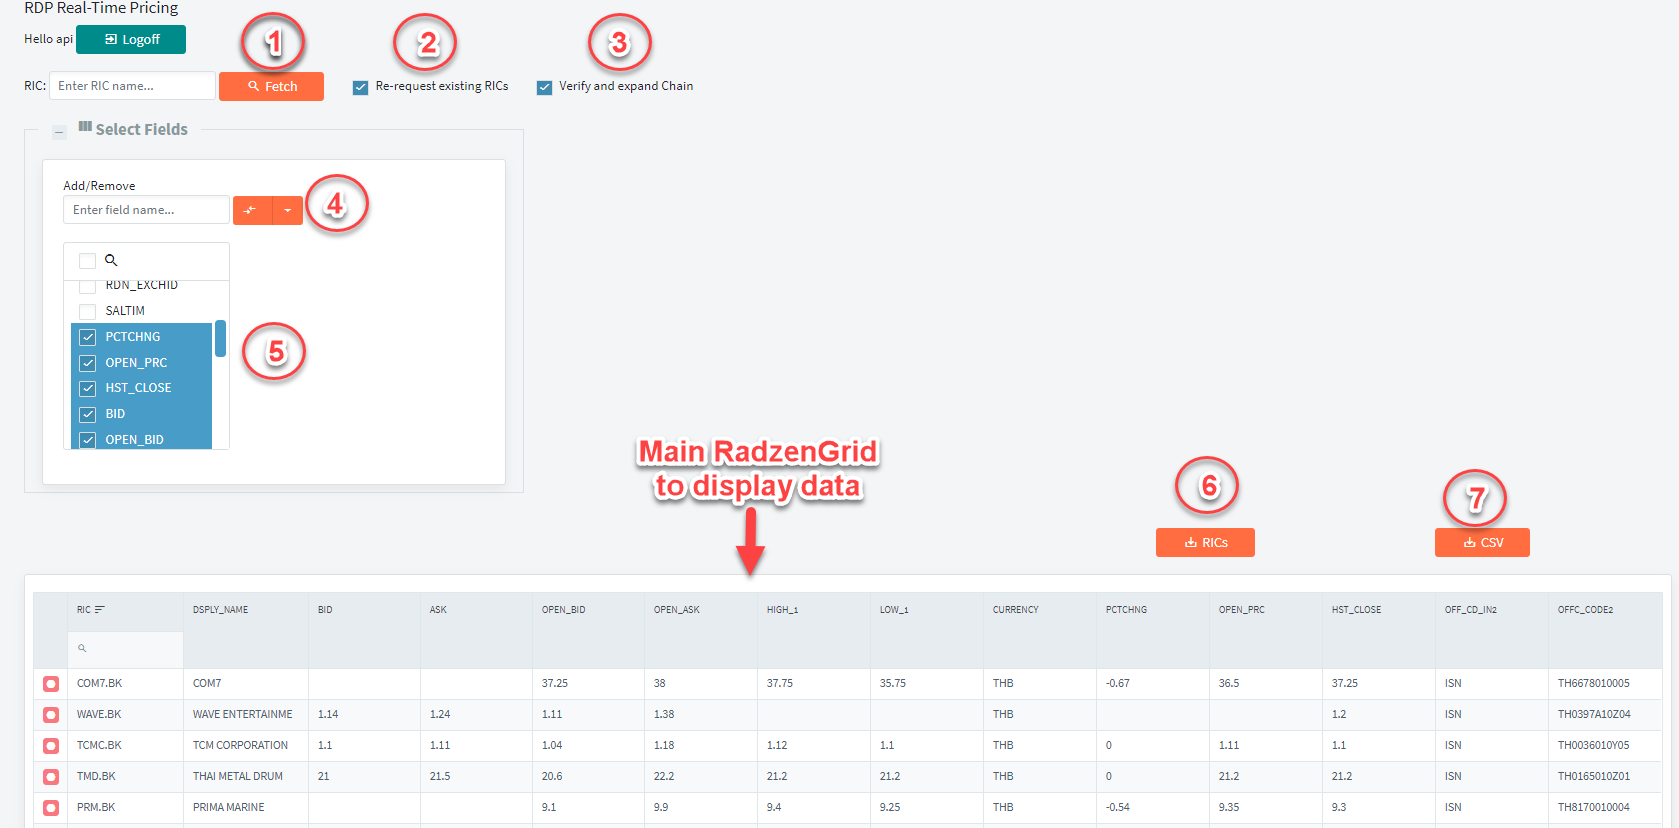 RDP Real-Time Pricing
Hello api Logoff
1
2
3
RIC: Enter RIC name... Fetch Re-request existing RICs Verify and expand Chain
Select Fields
Add/Remove
Enter field name...
4
RDN_EXCHID
SALTIM
PCTCHNG
OPEN_PRC
HST_CLOSE
BID
OPEN_BID
5
Main RadzenGrid
to display data
6
7
RICs
CSV
RIC DSPLY_NAME BID ASK OPEN_BID OPEN_ASK HIGH_1 LOW_1 CURRENCY PCTCHNG OPEN_PRC HST_CLOSE OFF_CD_IN2 OFFC_CODE2
COM7.BK COM7 37.25 38 37.75 35.75 THB -0.67 36.5 37.25 ISN TH6678010005
WAVE.BK WAVE ENTERTAINME 1.14 1.24 1.11 1.38 THB 1.2 ISN TH0397A10Z04
TCMC.BK TCM CORPORATION 1.1 1.11 1.04 1.18 1.12 1.1 THB 0 1.11 1.1 ISN TH0036010Y05
TMD.BK THAI METAL DRUM 21 21.5 20.6 22.2 21.2 21.2 THB 0 21.2 21.2 ISN TH0165010Z01
PRM.BK PRIMA MARINE 9.1 9.9 9.4 9.25 THB -0.54 9.35 9.3 ISN TH8170010004